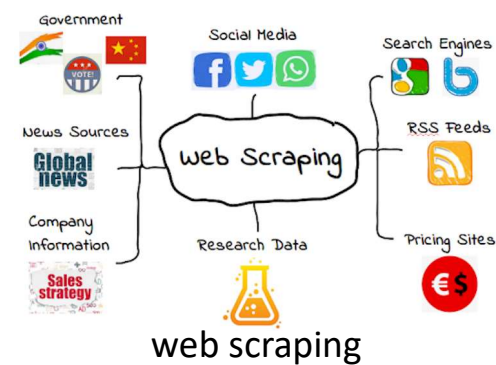 Government
VOTE!
Social Media
Search Engines
News Sources
Global
news
web Scraping
RSS Feeds
Company
Information
Sales
strategy
Research Data
Pricing Sites
€$
web scraping